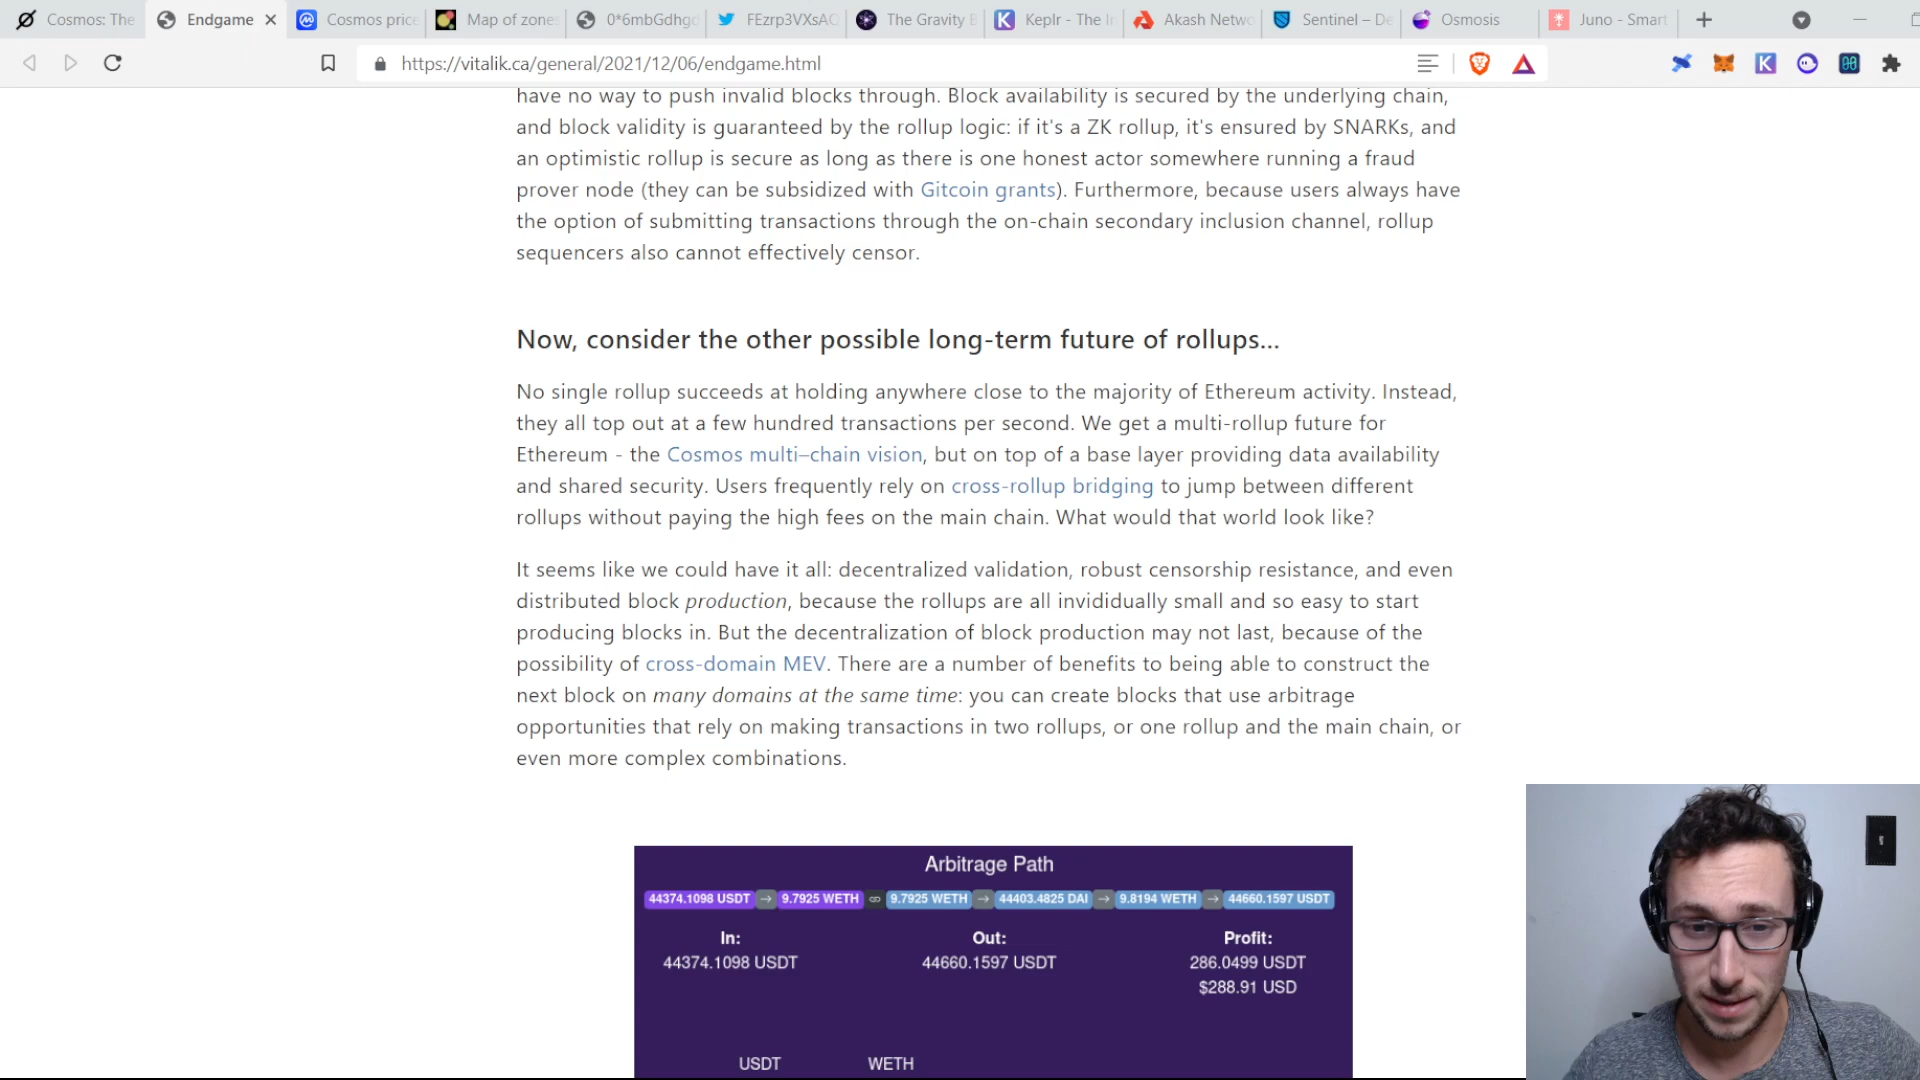 Cosmos: The
Endgame
Cosmos price
Map of zones
0*6mbGdhgd
FEzrp3VXsAC
The Gravity B
Keplr - The In
Akash Netwo
Sentinel – De
Osmosis
Juno - Smart
https://vitalik.ca/general/2021/12/06/endgame.html
have no way to push invalid blocks through. Block availability is secured by the underlying chain,
and block validity is guaranteed by the rollup logic: if it's a ZK rollup, it's ensured by SNARKs, and
an optimistic rollup is secure as long as there is one honest actor somewhere running a fraud
prover node (they can be subsidized with Gitcoin grants). Furthermore, because users always have
the option of submitting transactions through the on-chain secondary inclusion channel, rollup
sequencers also cannot effectively censor.
Now, consider the other possible long-term future of rollups...
No single rollup succeeds at holding anywhere close to the majority of Ethereum activity. Instead,
they all top out at a few hundred transactions per second. We get a multi-rollup future for
Ethereum - the Cosmos multi–chain vision, but on top of a base layer providing data availability
and shared security. Users frequently rely on cross-rollup bridging to jump between different
rollups without paying the high fees on the main chain. What would that world look like?
It seems like we could have it all: decentralized validation, robust censorship resistance, and even
distributed block production, because the rollups are all invididually small and so easy to start
producing blocks in. But the decentralization of block production may not last, because of the
possibility of cross-domain MEV. There are a number of benefits to being able to construct the
next block on many domains at the same time: you can create blocks that use arbitrage
opportunities that rely on making transactions in two rollups, or one rollup and the main chain, or
even more complex combinations.
Arbitrage Path
44374.1098 USDT → 9.7925 WETH 9.7925 WETH → 44403.4825 DAI → 9.8194 WETH → 44660.1597 USDT
In: Out: Profit:
44374.1098 USDT 44660.1597 USDT 286.0499 USDT
$288.91 USD
USDT WETH